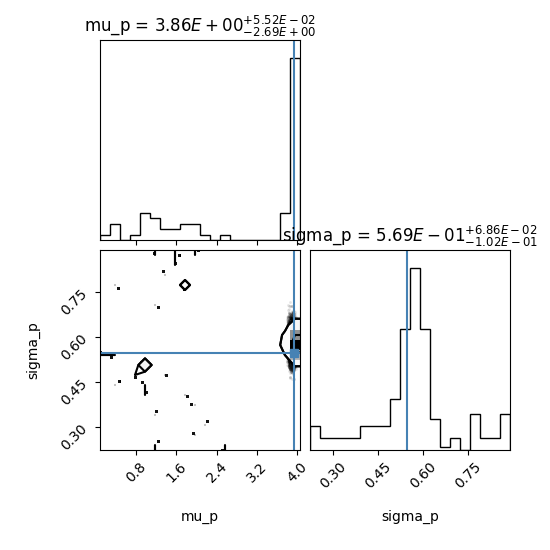 mu_p = 3.86E + 00+5.52E − 02 −2.69E + 00
sigma_p = 5.69E − 01+6.86E − 02 −1.02E − 01
sigma_p
0.75
0.60
0.45
0.30
0.8 1.6 2.4 3.2 4.0
0.30 0.45 0.60 0.75
mu_p
sigma_p